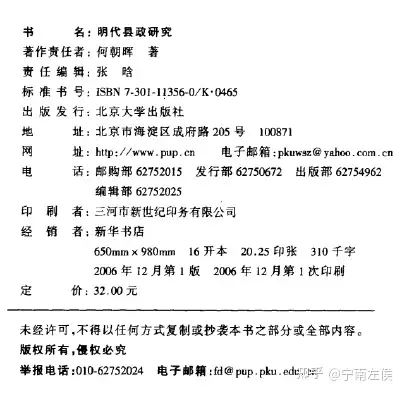 书名:明代县政研究
著作责任者:何朝晖 著
责任编辑:张晗
标准书号:ISBN 7-301-11356-0/K·0465
出版发行:北京大学出版社
地址:北京市海淀区成府路 205 号 100871
网址:http://www.pup.cn 电子邮箱:pkuwsz@yahoo.com.cn
电话:邮购部 62752015 发行部 62750672 出版部 62754962
编辑部 62752025
印刷者:三河市新世纪印务有限公司
经销者:新华书店
650mm×980mm 16 开本 20.25 印张 310 千字
2006 年 12 月第 1 版 2006 年 12 月第 1 次印刷
定价:32.00 元
未经许可,不得以任何方式复制或抄袭本书之部分或全部内容。
版权所有,侵权必究
举报电话:010-62752024 电子邮箱:fd@pup.pku.edu.cn
知乎 @宁南左侯